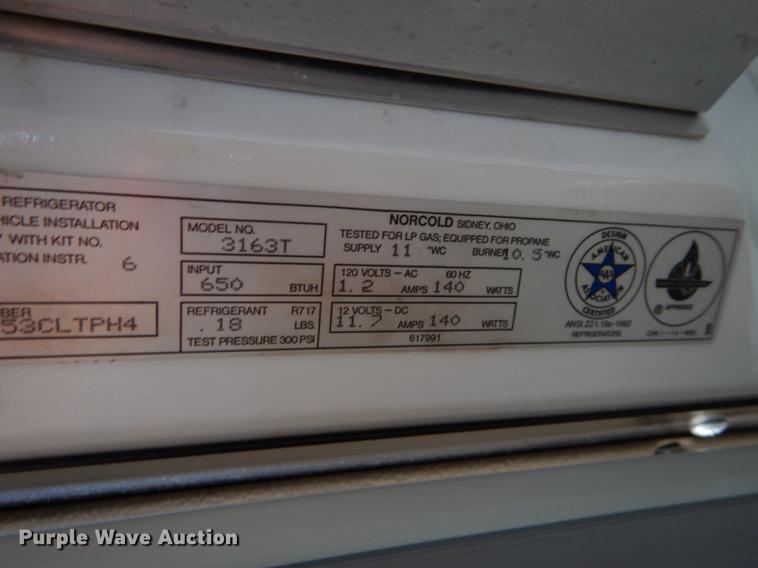 REFRIGERATOR
HICLE INSTALLATION
Y WITH KIT NO.
ATION INSTR. 6
BER
53CLTPH4
MODEL NO.
3163T
INPUT
650 BTUH
REFRIGERANT R717
.18 LBS.
TEST PRESSURE 300 PSI
NORCOLD SIDNEY, OHIO
TESTED FOR LP GAS; EQUIPPED FOR PROPANE
SUPPLY 11 "WC BURNER 10.5 "WC
120 VOLTS - AC 60 HZ
1.2 AMPS 140 WATTS
12 VOLTS - DC
11.7 AMPS 140 WATTS
617991
DESIGN
AMERICAN
GAS
ASSOCIATION
CERTIFIED
ANSI Z21.19a-1992
REFRIGERATORS
APPROVED
Purple Wave Auction